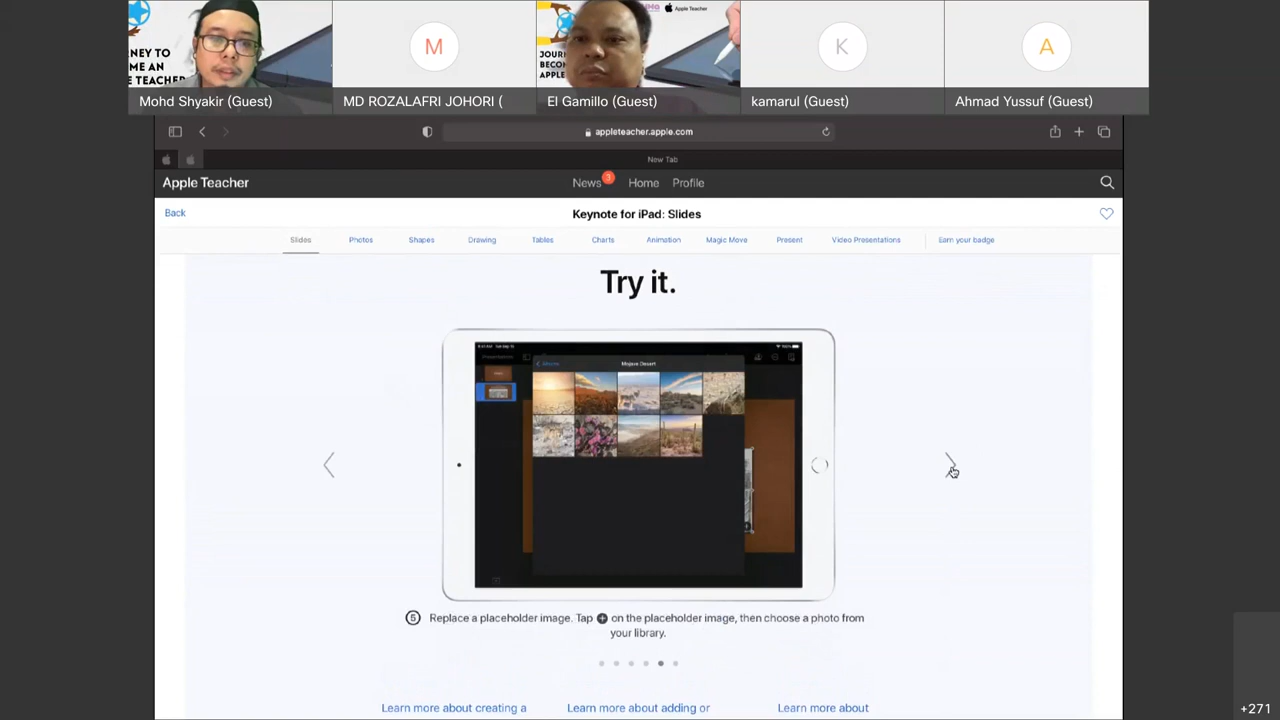 NEY TO
ME AN
E TEACHER
Mohd Shyakir (Guest)
M
MD ROZALAFRI JOHORI (
JOUR
BECO
APPL
Apple Teacher
El Gamillo (Guest)
K
kamarul (Guest)
A
Ahmad Yussuf (Guest)
appleteacher.apple.com
New Tab
Apple Teacher
News 3 Home Profile
Back
Keynote for iPad: Slides
Slides Photos Shapes Drawing Tables Charts Animation Magic Move Present Video Presentations Earn your badge
Try it.
Mojave Desert
5 Replace a placeholder image. Tap + on the placeholder image, then choose a photo from
your library.
Learn more about creating a Learn more about adding or Learn more about
+271